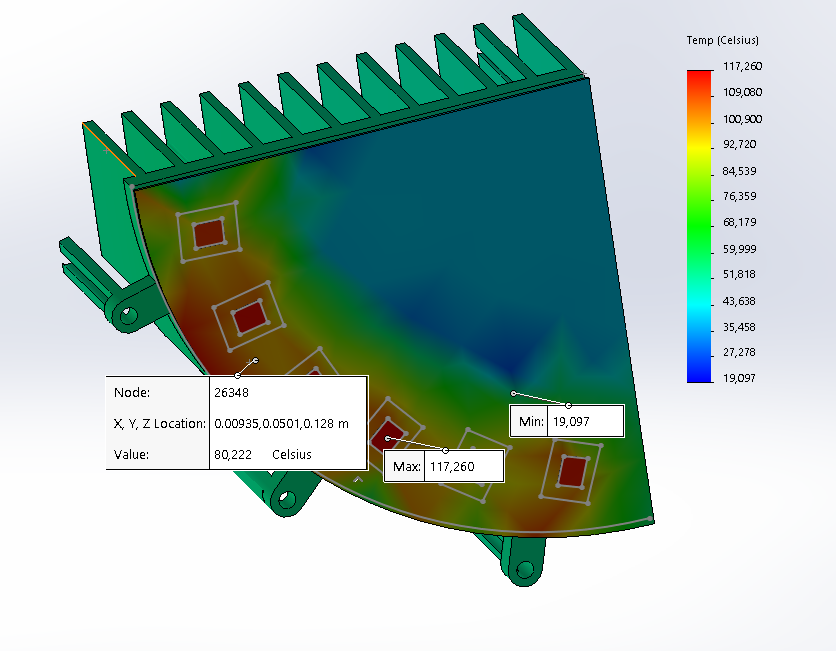 Temp (Celsius)
117,260
109,080
100,900
92,720
84,539
76,359
68,179
59,999
51,818
43,638
35,458
27,278
19,097
Node: 26348
X, Y, Z Location: 0.00935,0.0501,0.128 m
Value: 80,222 Celsius
Min: 19,097
Max: 117,260